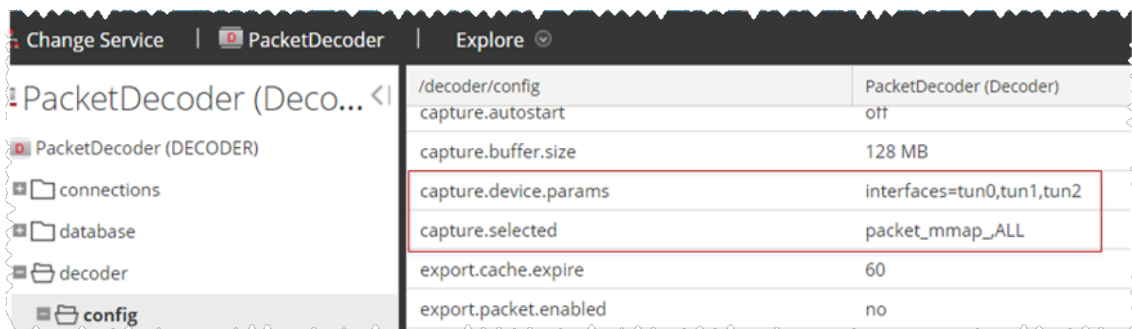 Change Service | D PacketDecoder | Explore
PacketDecoder (Deco...
D PacketDecoder (DECODER)
connections
database
decoder
config
/decoder/config PacketDecoder (Decoder)
capture.autostart off
capture.buffer.size 128 MB
capture.device.params interfaces=tun0,tun1,tun2
capture.selected packet_mmap_,ALL
export.cache.expire 60
export.packet.enabled no